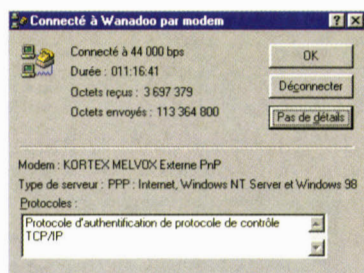 Connecté à Wanadoo par modem
Connecté à 44 000 bps
Durée : 011:16:41
Octets reçus : 3 697 379
Octets envoyés : 113 364 800
OK
Déconnecter
Pas de détails
Modem : KORTEX MELVOX Externe PnP
Type de serveur : PPP : Internet, Windows NT Server et Windows 98
Protocoles :
Protocole d'authentification de protocole de contrôle
TCP/IP